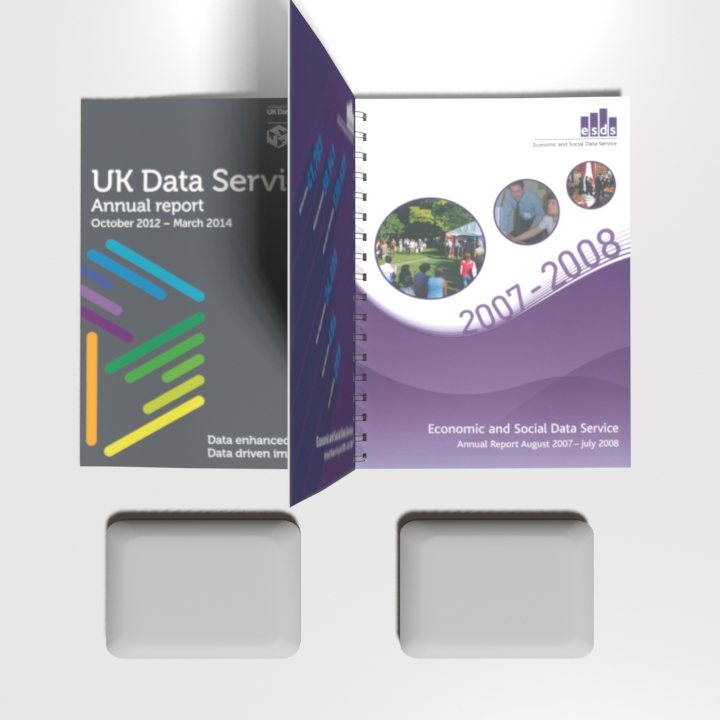 UK Data Servi
Annual report
October 2012 – March 2014
Data enhanced
Data driven im
esds
Economic and Social Data Service
2007-2008
Economic and Social Data Service
Annual Report August 2007 – July 2008